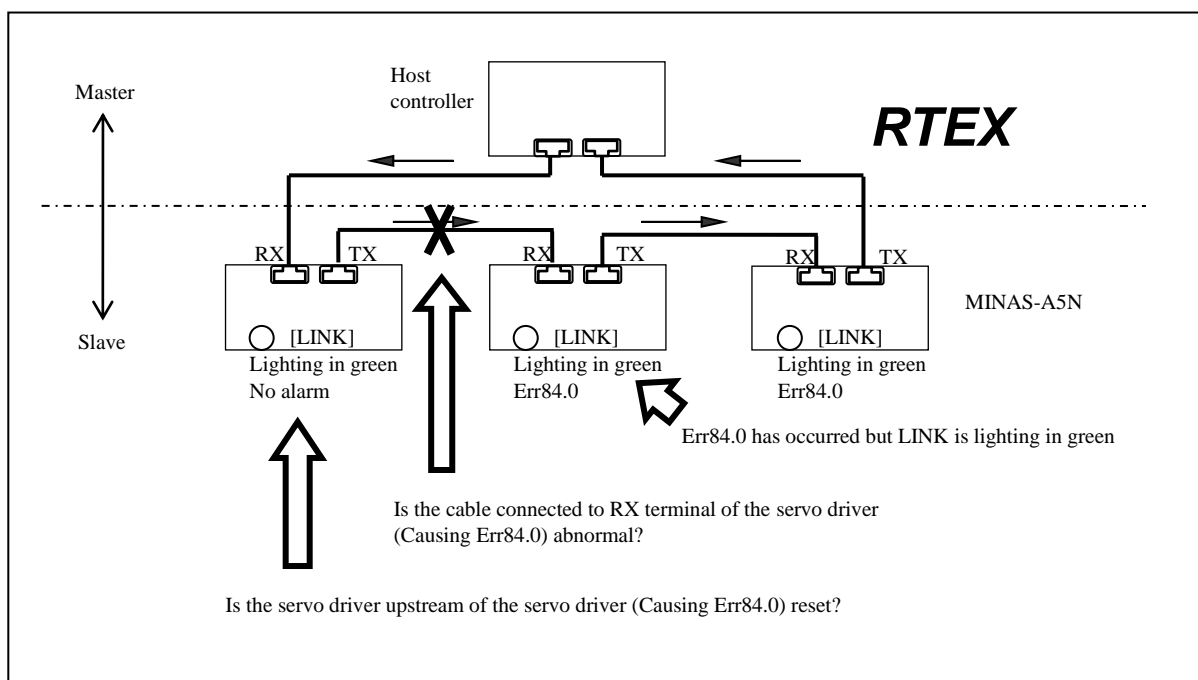 Host
controller
Master
RTEX
RX
TX
RX
TX
RX
TX
MINAS-A5N
Slave
[LINK]
[LINK]
[LINK]
Lighting in green
No alarm
Lighting in green
Err84.0
Lighting in green
Err84.0
Err84.0 has occurred but LINK is lighting in green
Is the cable connected to RX terminal of the servo driver
(Causing Err84.0) abnormal?
Is the servo driver upstream of the servo driver (Causing Err84.0) reset?